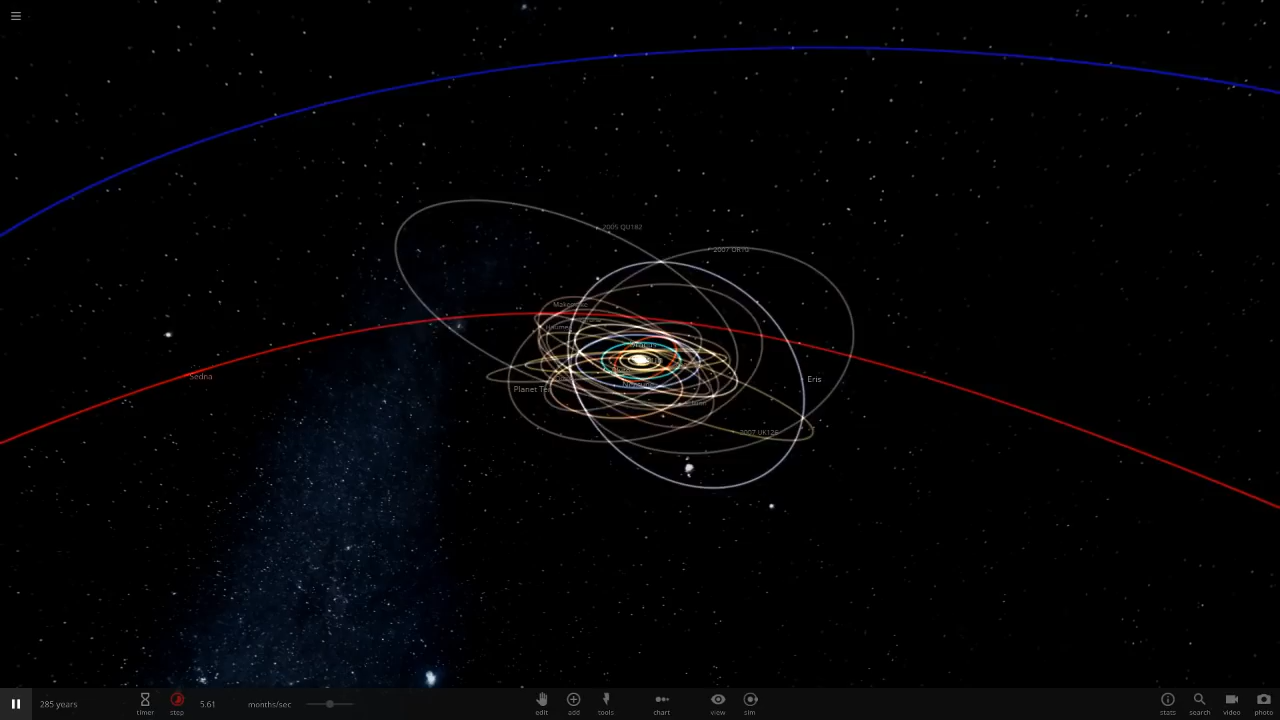 2005 QU182
2007 OR10
Makemake
Haumea
Sedna
Eris
Planet Ten
2007 UK126
285 years
timer
step
5.61
months/sec
edit
add
tools
chart
view
sim
stats
search
video
photo